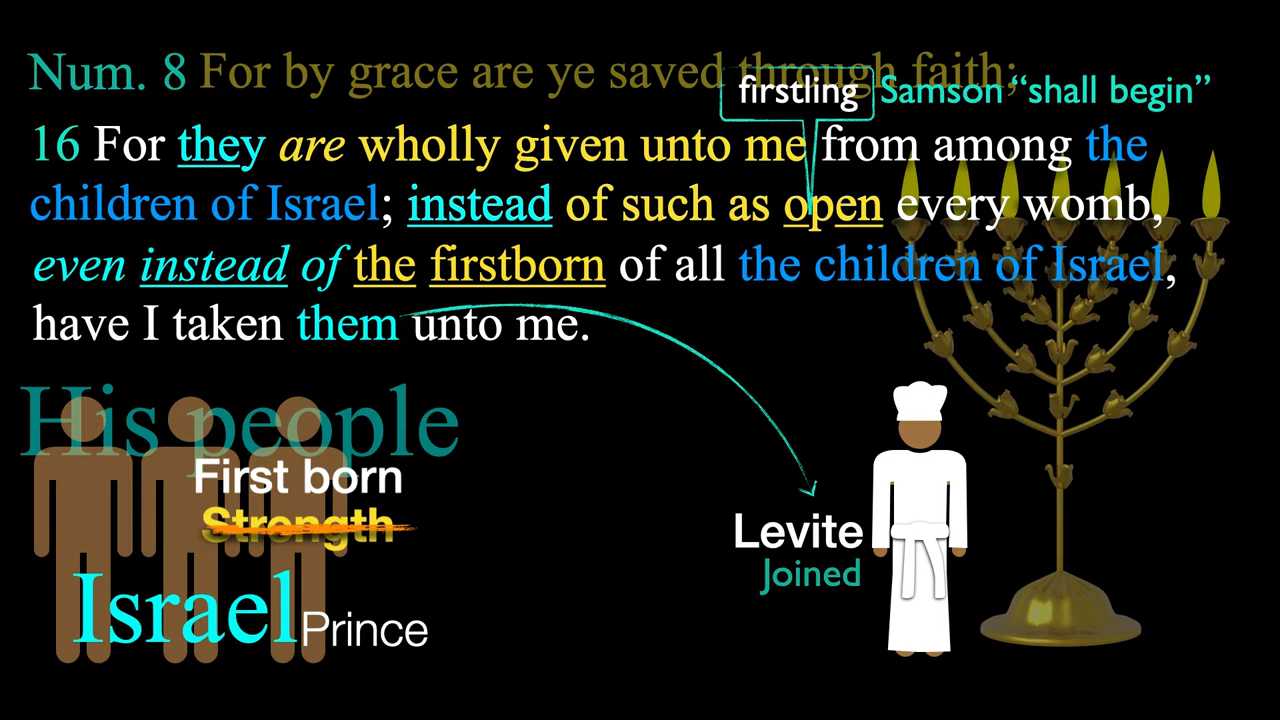 Num. 8 For by grace are ye saved through faith;
firstling Samson “shall begin”
16 For they are wholly given unto me from among the
children of Israel; instead of such as open every womb,
even instead of the firstborn of all the children of Israel,
have I taken them unto me.
His people
First born
Strength
Levite
Joined
Israel Prince